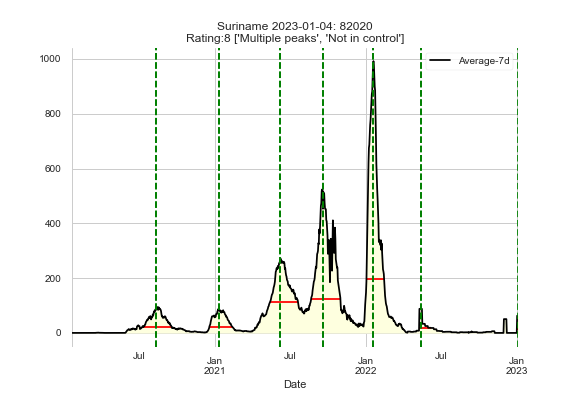 Suriname 2023-01-04: 82020
Rating:8 ['Multiple peaks', 'Not in control']
Average-7d
1000
800
600
400
200
0
Jul
Jan
2021
Jul
Jan
2022
Jul
Jan
2023
Date